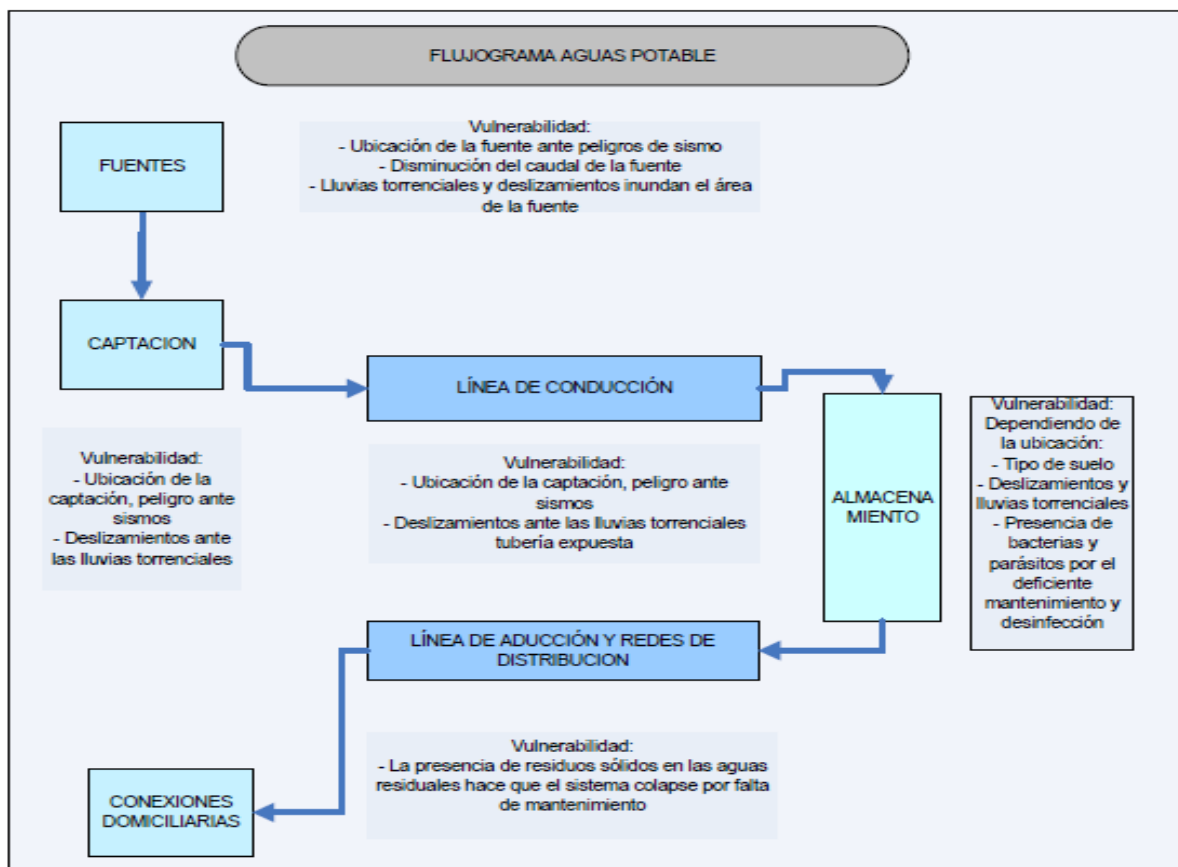 FLUJOGRAMA AGUAS POTABLE
FUENTES
Vulnerabilidad:
- Ubicación de la fuente ante peligros de sismo
- Disminución del caudal de la fuente
- Lluvias torrenciales y deslizamientos inundan el área
de la fuente
CAPTACION
LÍNEA DE CONDUCCIÓN
Vulnerabilidad:
- Ubicación de la
captación, peligro ante
sismos
- Deslizamientos ante
las lluvias torrenciales
Vulnerabilidad:
- Ubicación de la captación, peligro ante
sismos
- Deslizamientos ante las lluvias torrenciales
tubería expuesta
ALMACENA
MIENTO
Vulnerabilidad:
Dependiendo de
la ubicación:
- Tipo de suelo
- Deslizamientos y
lluvias torrenciales
- Presencia de
bacterias y
parásitos por el
deficiente
mantenimiento y
desinfección
LÍNEA DE ADUCCIÓN Y REDES DE
DISTRIBUCION
Vulnerabilidad:
- La presencia de residuos sólidos en las aguas
residuales hace que el sistema colapse por falta
de mantenimiento
CONEXIONES
DOMICILIARIAS